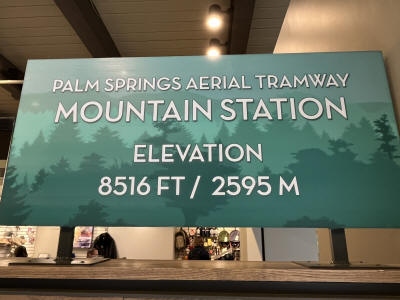 PALM SPRINGS AERIAL TRAMWAY
MOUNTAIN STATION
ELEVATION
8516 FT / 2595 M